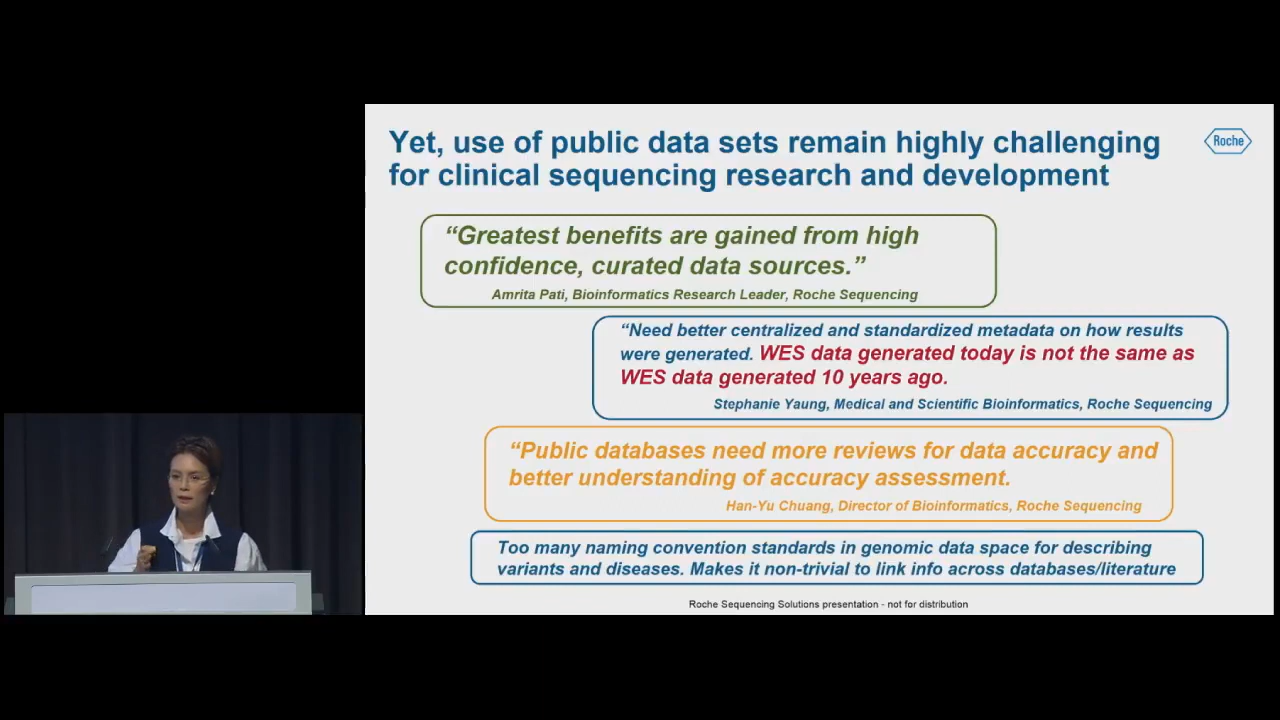 Yet, use of public data sets remain highly challenging
for clinical sequencing research and development
Roche
“Greatest benefits are gained from high
confidence, curated data sources.”
Amrita Pati, Bioinformatics Research Leader, Roche Sequencing
“Need better centralized and standardized metadata on how results
were generated. WES data generated today is not the same as
WES data generated 10 years ago.
Stephanie Yaung, Medical and Scientific Bioinformatics, Roche Sequencing
“Public databases need more reviews for data accuracy and
better understanding of accuracy assessment.
Han-Yu Chuang, Director of Bioinformatics, Roche Sequencing
Too many naming convention standards in genomic data space for describing
variants and diseases. Makes it non-trivial to link info across databases/literature
Roche Sequencing Solutions presentation - not for distribution